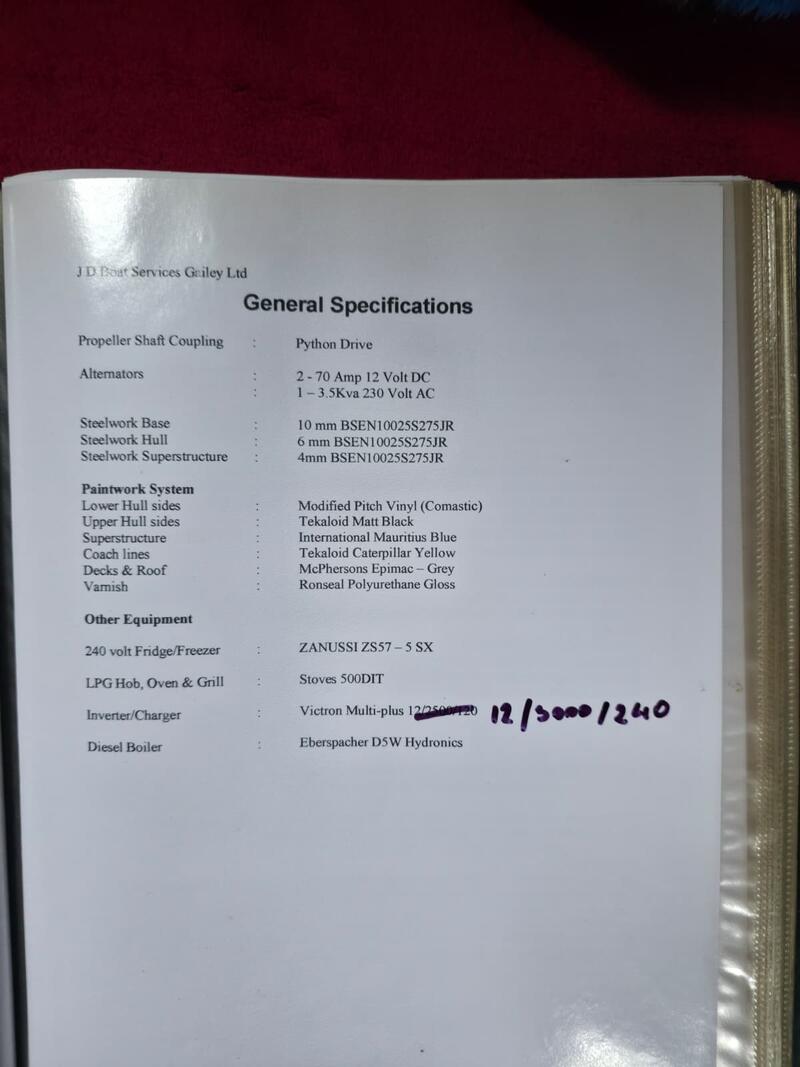 J D Boat Services Gailey Ltd
General Specifications
Propeller Shaft Coupling : Python Drive
Alternators : 2 - 70 Amp 12 Volt DC
: 1 – 3.5Kva 230 Volt AC
Steelwork Base : 10 mm BSEN10025S275JR
Steelwork Hull : 6 mm BSEN10025S275JR
Steelwork Superstructure : 4mm BSEN10025S275JR
Paintwork System
Lower Hull sides : Modified Pitch Vinyl (Comastic)
Upper Hull sides : Tekaloid Matt Black
Superstructure : International Mauritius Blue
Coach lines : Tekaloid Caterpillar Yellow
Decks & Roof : McPhersons Epimac – Grey
Varnish : Ronseal Polyurethane Gloss
Other Equipment
240 volt Fridge/Freezer : ZANUSSI ZS57 – 5 SX
LPG Hob, Oven & Grill : Stoves 500DIT
Inverter/Charger : Victron Multi-plus 12/2500/120 12/3000/240
Diesel Boiler : Eberspacher D5W Hydronics